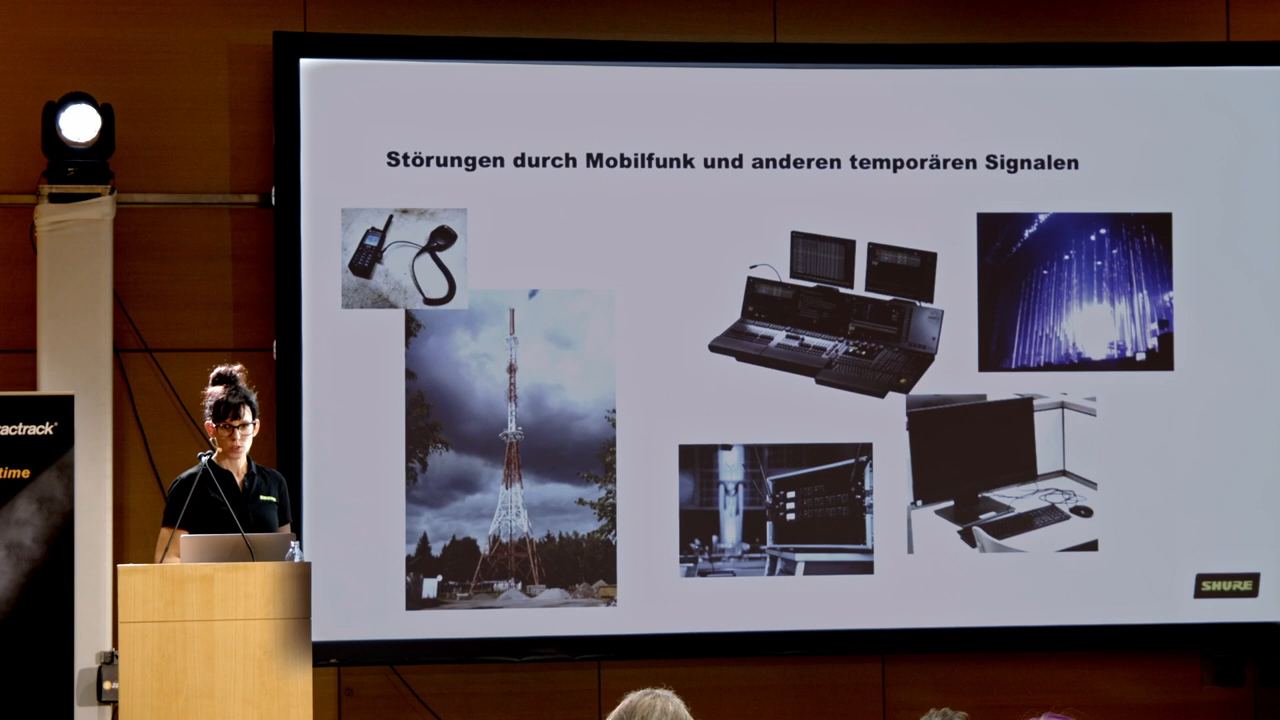 Störungen durch Mobilfunk und anderen temporären Signalen
actrack®
time
SHURE